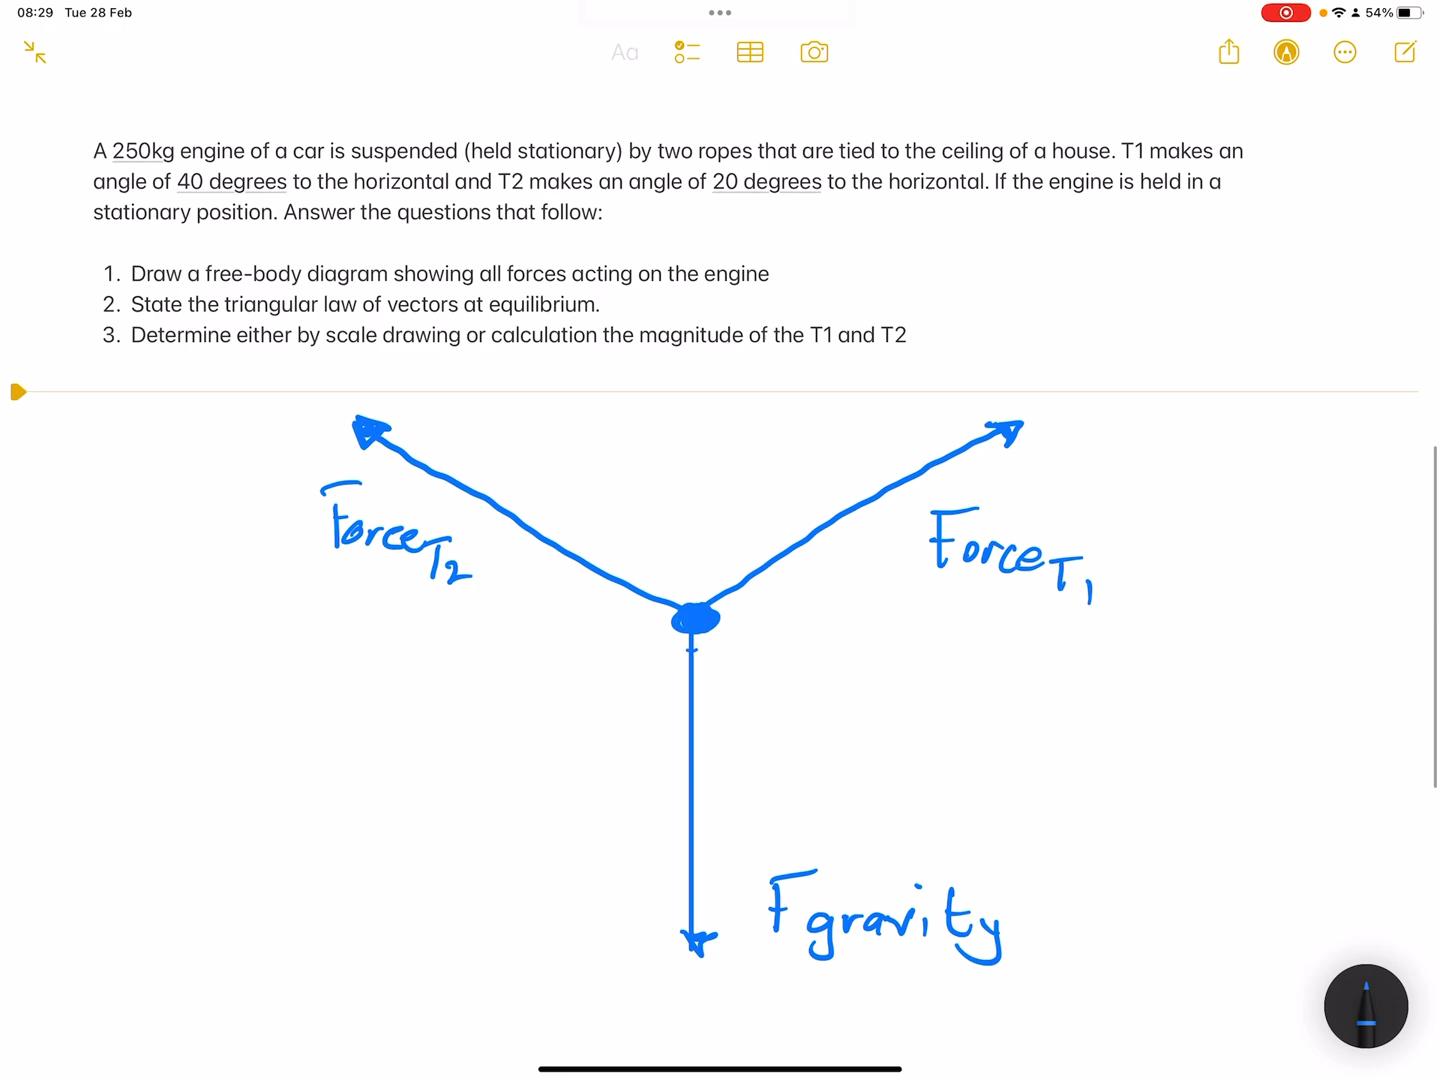 08:29 Tue 28 Feb
54%
Aa
A 250kg engine of a car is suspended (held stationary) by two ropes that are tied to the ceiling of a house. T1 makes an
angle of 40 degrees to the horizontal and T2 makes an angle of 20 degrees to the horizontal. If the engine is held in a
stationary position. Answer the questions that follow:
1. Draw a free-body diagram showing all forces acting on the engine
2. State the triangular law of vectors at equilibrium.
3. Determine either by scale drawing or calculation the magnitude of the T1 and T2
Force T2
Force T1
Fgravity